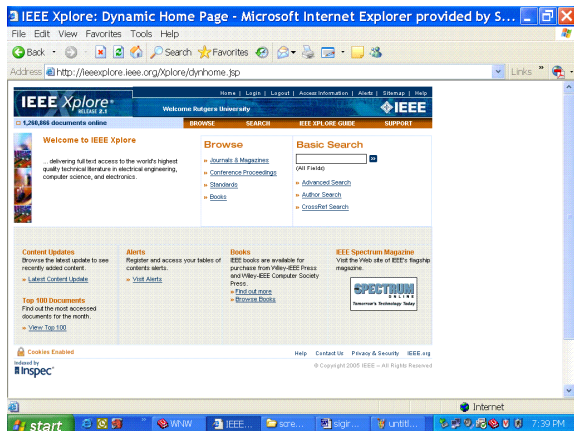 IEEE Xplore: Dynamic Home Page - Microsoft Internet Explorer provided by S...
File Edit View Favorites Tools Help
Back Search Favorites
Address http://ieeexplore.ieee.org/Xplore/dynhome.jsp Links
Home | Login | Logout | Access Information | Alerts | Sitemap | Help
IEEE Xplore®
RELEASE 2.1
Welcome Rutgers University
IEEE
1,260,866 documents online
BROWSE SEARCH IEEE XPLORE GUIDE SUPPORT
Welcome to IEEE Xplore
... delivering full text access to the world's highest
quality technical literature in electrical engineering,
computer science, and electronics.
Browse
» Journals & Magazines
» Conference Proceedings
» Standards
» Books
Basic Search
»
(All Fields)
» Advanced Search
» Author Search
» CrossRef Search
Content Updates
Browse the latest update to see
recently added content.
» Latest Content Update
Top 100 Documents
Find out the most accessed
documents for the month.
» View Top 100
Alerts
Register and access your tables of
contents alerts.
» Visit Alerts
Books
IEEE books are available for
purchase from Wiley-IEEE Press
and Wiley-IEEE Computer Society
Press.
» Find out more
» Browse Books
IEEE Spectrum Magazine
Visit the Web site of IEEE's flagship
magazine.
SPECTRUM
ONLINE
Tomorrow's Technology Today
Cookies Enabled
Help Contact Us Privacy & Security IEEE.org
© Copyright 2005 IEEE – All Rights Reserved
Indexed by
Inspec®
Internet
start WNW IEEE... scre... sigir... untitl... 7:39 PM